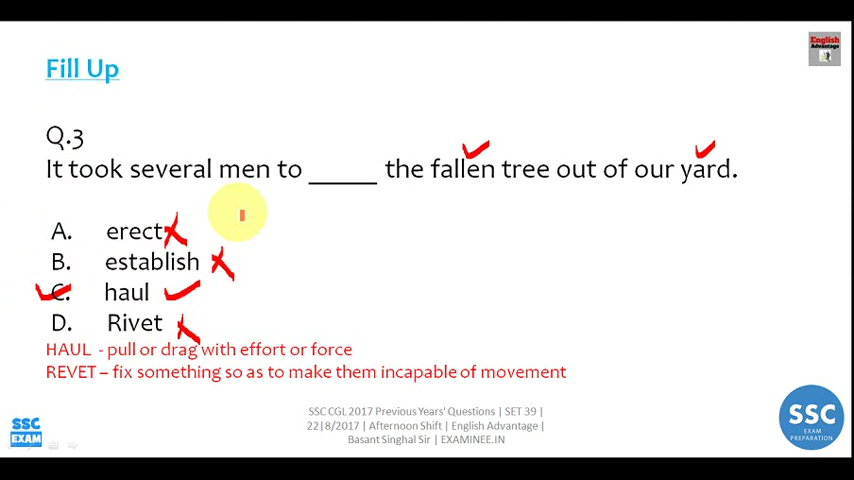 English
Advantage
Fill Up
Q.3
It took several men to _____ the fallen tree out of our yard.
A. erect
B. establish
C. haul
D. Rivet
HAUL - pull or drag with effort or force
REVET – fix something so as to make them incapable of movement
SSC CGL 2017 Previous Years' Questions | SET 39 |
22|8/2017 | Afternoon Shift | English Advantage |
Basant Singhal Sir | EXAMINEE.IN
SSC
EXAM
SSC
EXAM
PREPARATION